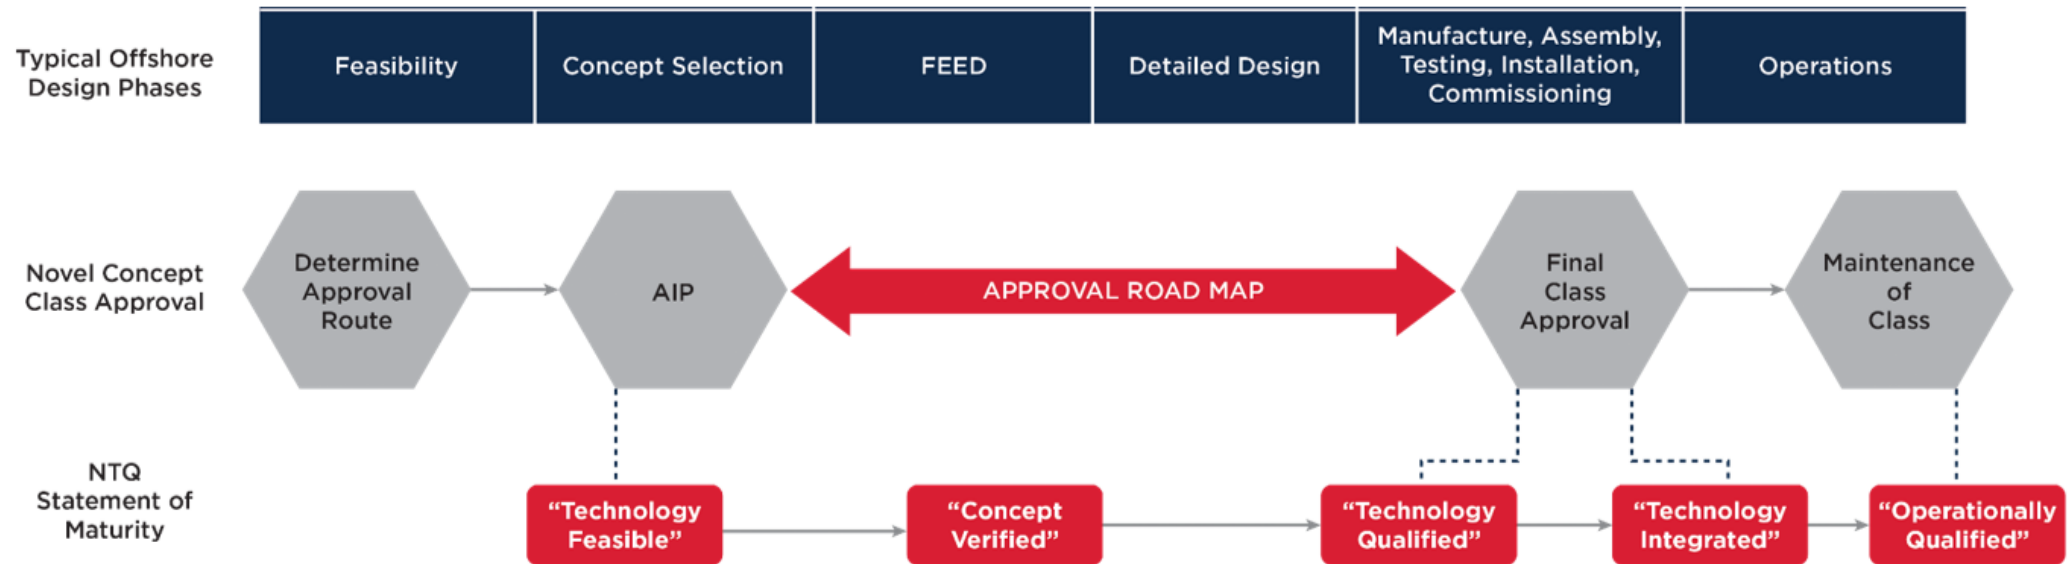 Typical Offshore
Design Phases
Feasibility
Concept Selection
FEED
Detailed Design
Manufacture, Assembly,
Testing, Installation,
Commissioning
Operations
Novel Concept
Class Approval
Determine
Approval
Route
AIP
APPROVAL ROAD MAP
Final
Class
Approval
Maintenance
of
Class
NTQ
Statement of
Maturity
“Technology
Feasible”
“Concept
Verified”
“Technology
Qualified”
“Technology
Integrated”
“Operationally
Qualified”